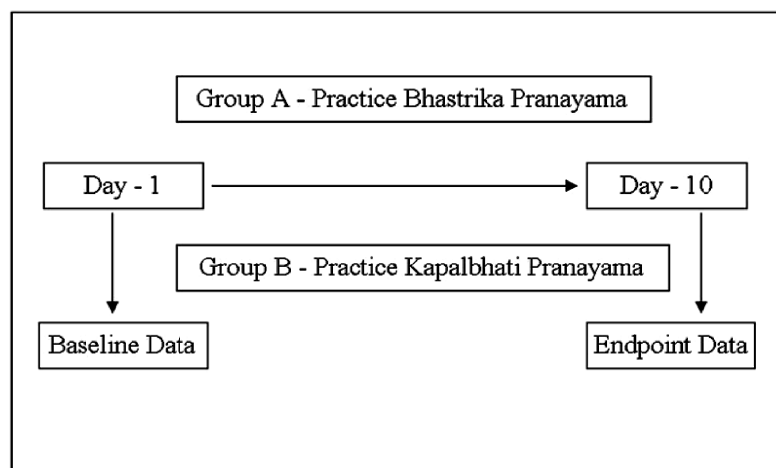 Group A - Practice Bhastrika Pranayama
Day - 1
Day - 10
Group B - Practice Kapalbhati Pranayama
Baseline Data
Endpoint Data